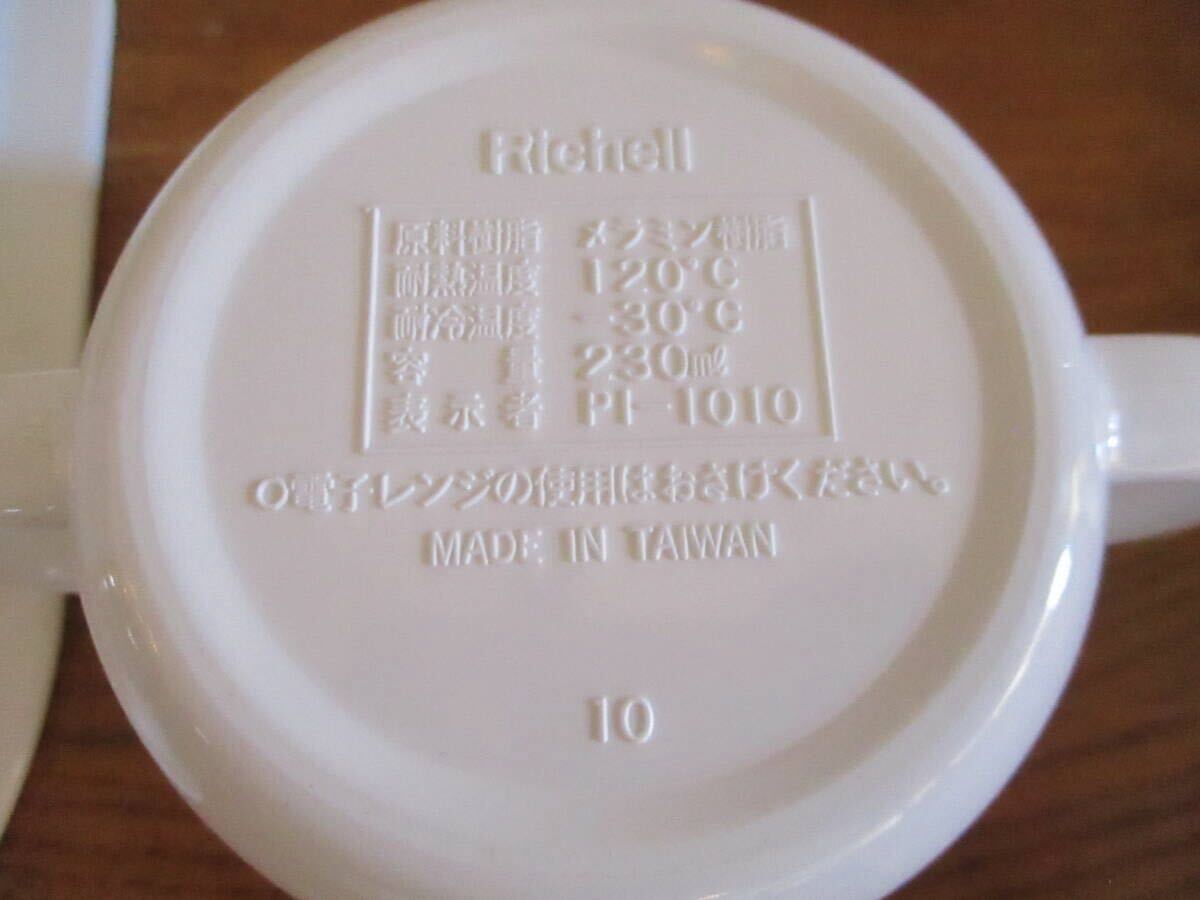 Richell
原料樹脂 メラミン樹脂
耐熱温度 120°C
耐冷温度 -30°C
容量 230㎖
表示者 PI-1010
○電子レンジの使用はおさけください。
MADE IN TAIWAN
10